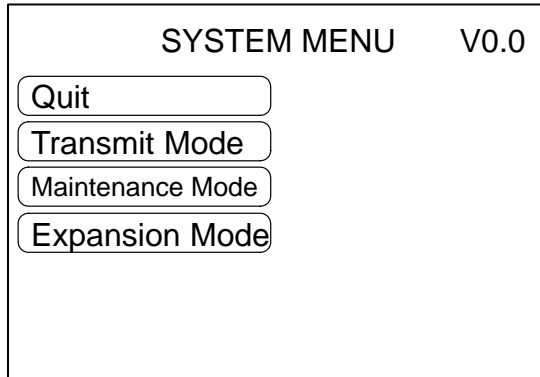 SYSTEM MENU V0.0
Quit
Transmit Mode
Maintenance Mode
Expansion Mode